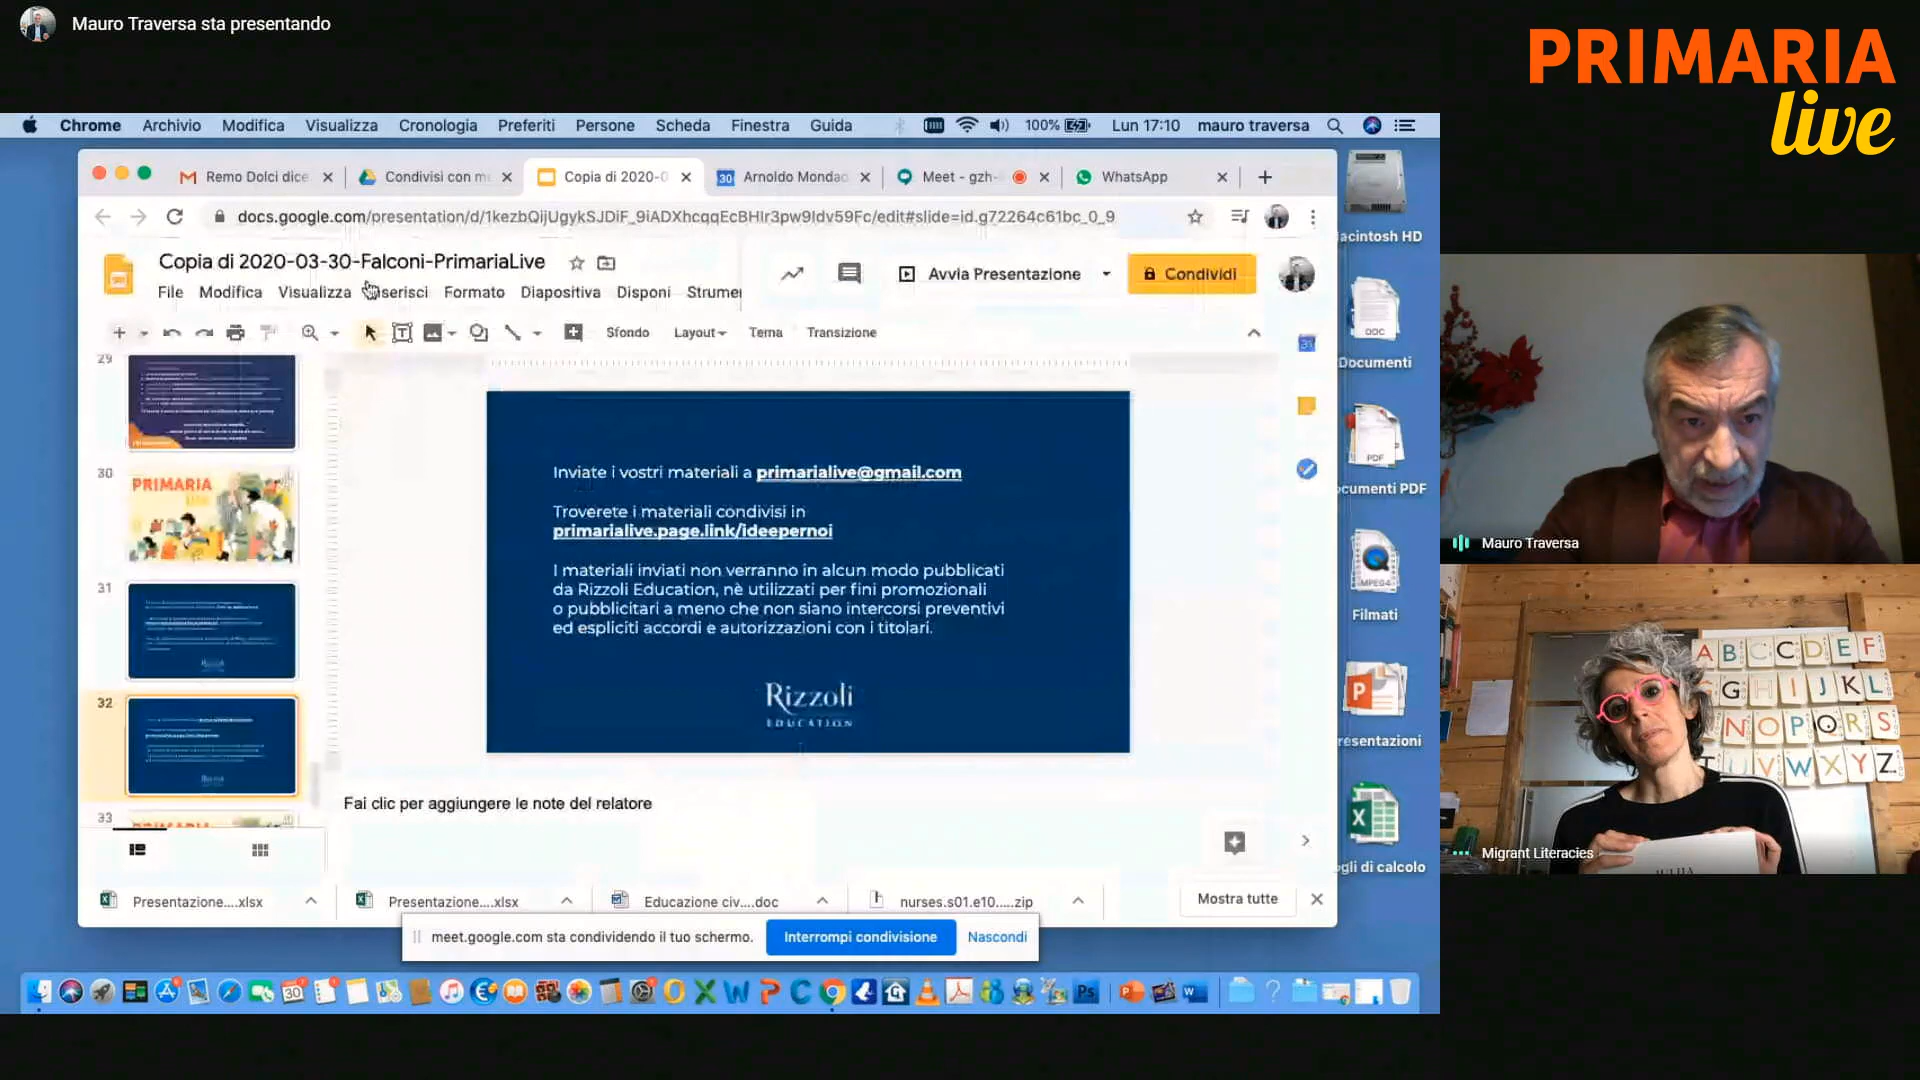 Mauro Traversa sta presentando
PRIMARIA
live
Chrome Archivio Modifica Visualizza Cronologia Preferiti Persone Scheda Finestra Guida 100% Lun 17:10 mauro traversa
Remo Dolci dice Condivisi con m Copia di 2020-0 30 Arnoldo Mondad Meet - gzh- WhatsApp
docs.google.com/presentation/d/1kezbQijUgykSJDiF_9iADXhcqqEcBHIr3pw9Idv59Fc/edit#slide=id.g72264c61bc_0_9
Copia di 2020-03-30-Falconi-PrimariaLive
Avvia Presentazione
Condividi
File Modifica Visualizza Inserisci Formato Diapositiva Disponi Strumen
Sfondo Layout Tema Transizione
29
30
PRIMARIA
31
32
33
Inviate i vostri materiali a primarialive@gmail.com
Troverete i materiali condivisi in
primarialive.page.link/ideepernoi
I materiali inviati non verranno in alcun modo pubblicati
da Rizzoli Education, nè utilizzati per fini promozionali
o pubblicitari a meno che non siano intercorsi preventivi
ed espliciti accordi e autorizzazioni con i titolari.
Rizzoli
EDUCATION
Fai clic per aggiungere le note del relatore
Presentazione....xlsx
Presentazione....xlsx
Educazione civ....doc
nurses.s01.e10.....zip
Mostra tutte
meet.google.com sta condividendo il tuo schermo.
Interrompi condivisione
Nascondi
acintosh HD
DOC
Documenti
PDF
cumenti PDF
MPEG4
Filmati
resentazioni
ogli di calcolo
Mauro Traversa
A B C C D E F
G H I J K L
N O P Q R S
T U V W X Y Z
Migrant Literacies